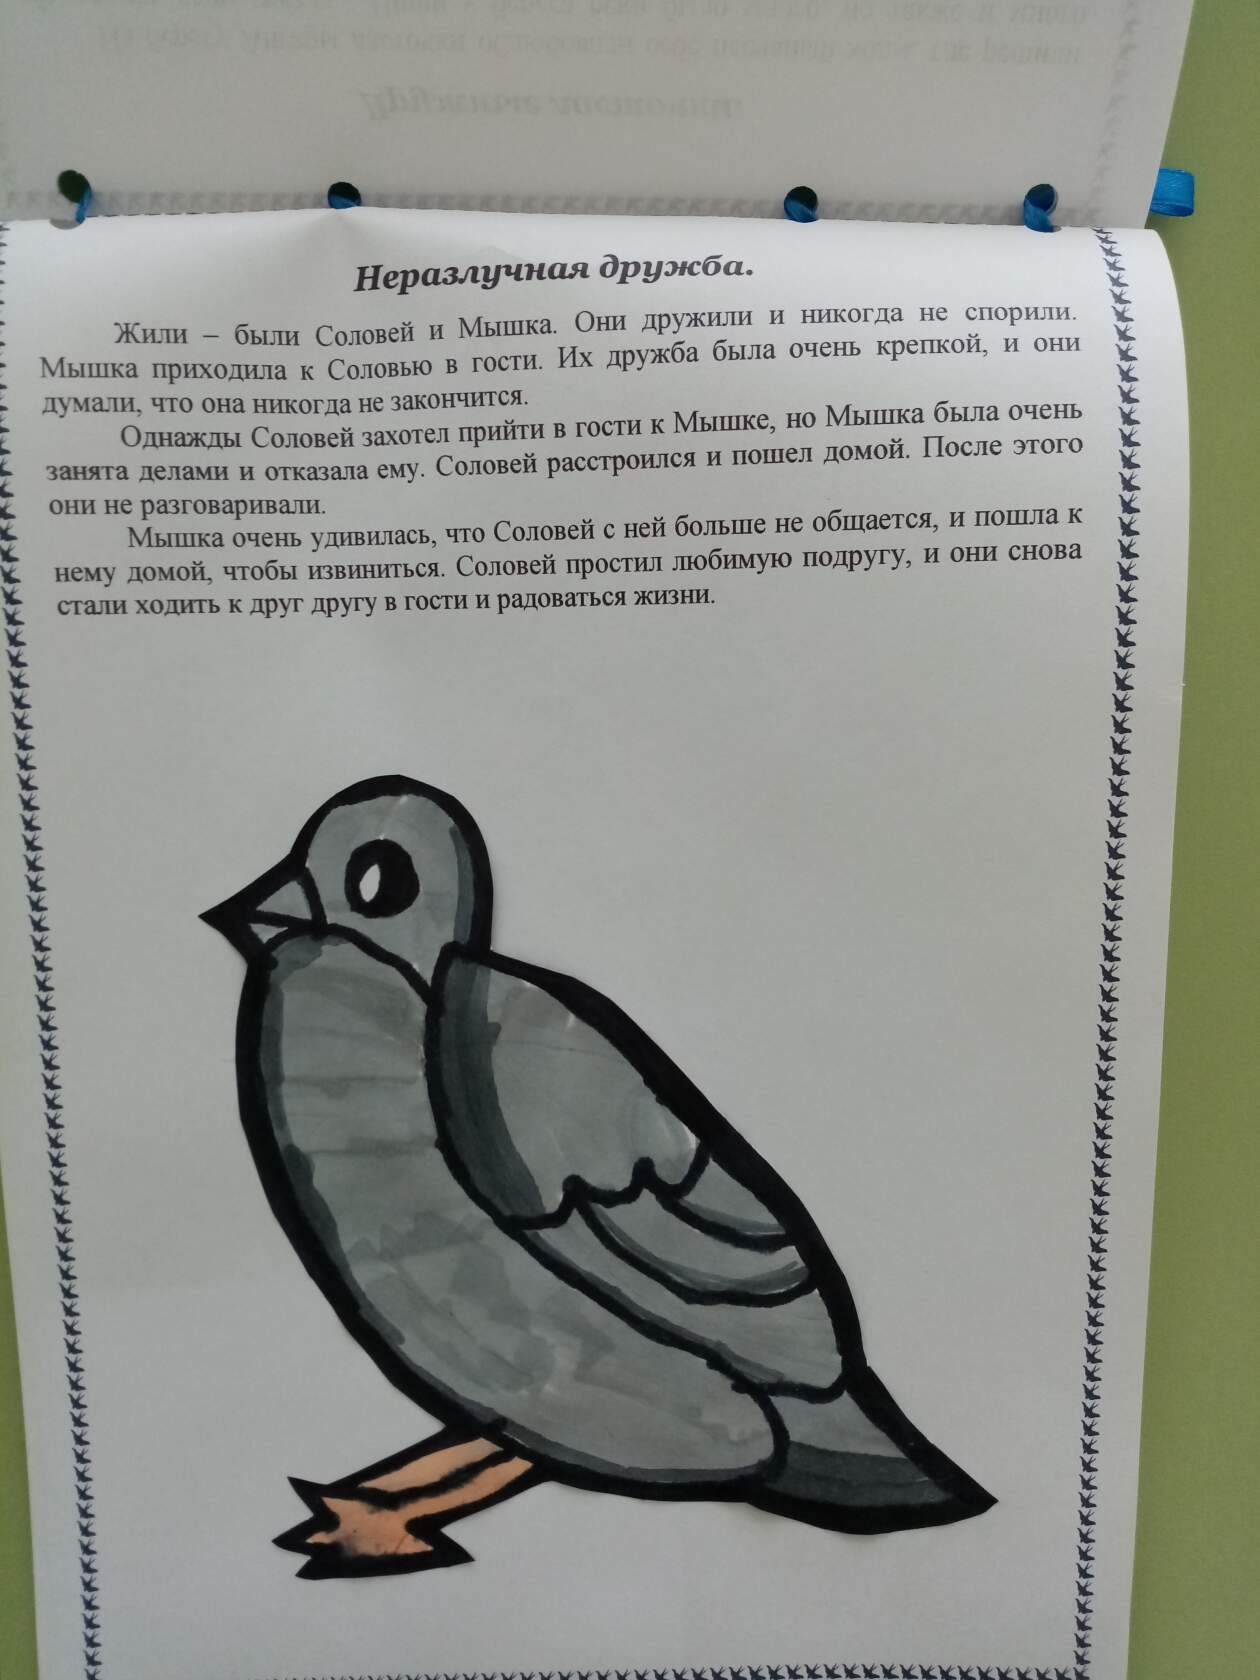 Неразлучная дружба.
Жили – были Соловей и Мышка. Они дружили и никогда не спорили.
Мышка приходила к Соловью в гости. Их дружба была очень крепкой, и они
думали, что она никогда не закончится.
Однажды Соловей захотел прийти в гости к Мышке, но Мышка была очень
занята делами и отказала ему. Соловей расстроился и пошел домой. После этого
они не разговаривали.
Мышка очень удивилась, что Соловей с ней больше не общается, и пошла к
нему домой, чтобы извиниться. Соловей простил любимую подругу, и они снова
стали ходить к друг другу в гости и радоваться жизни.